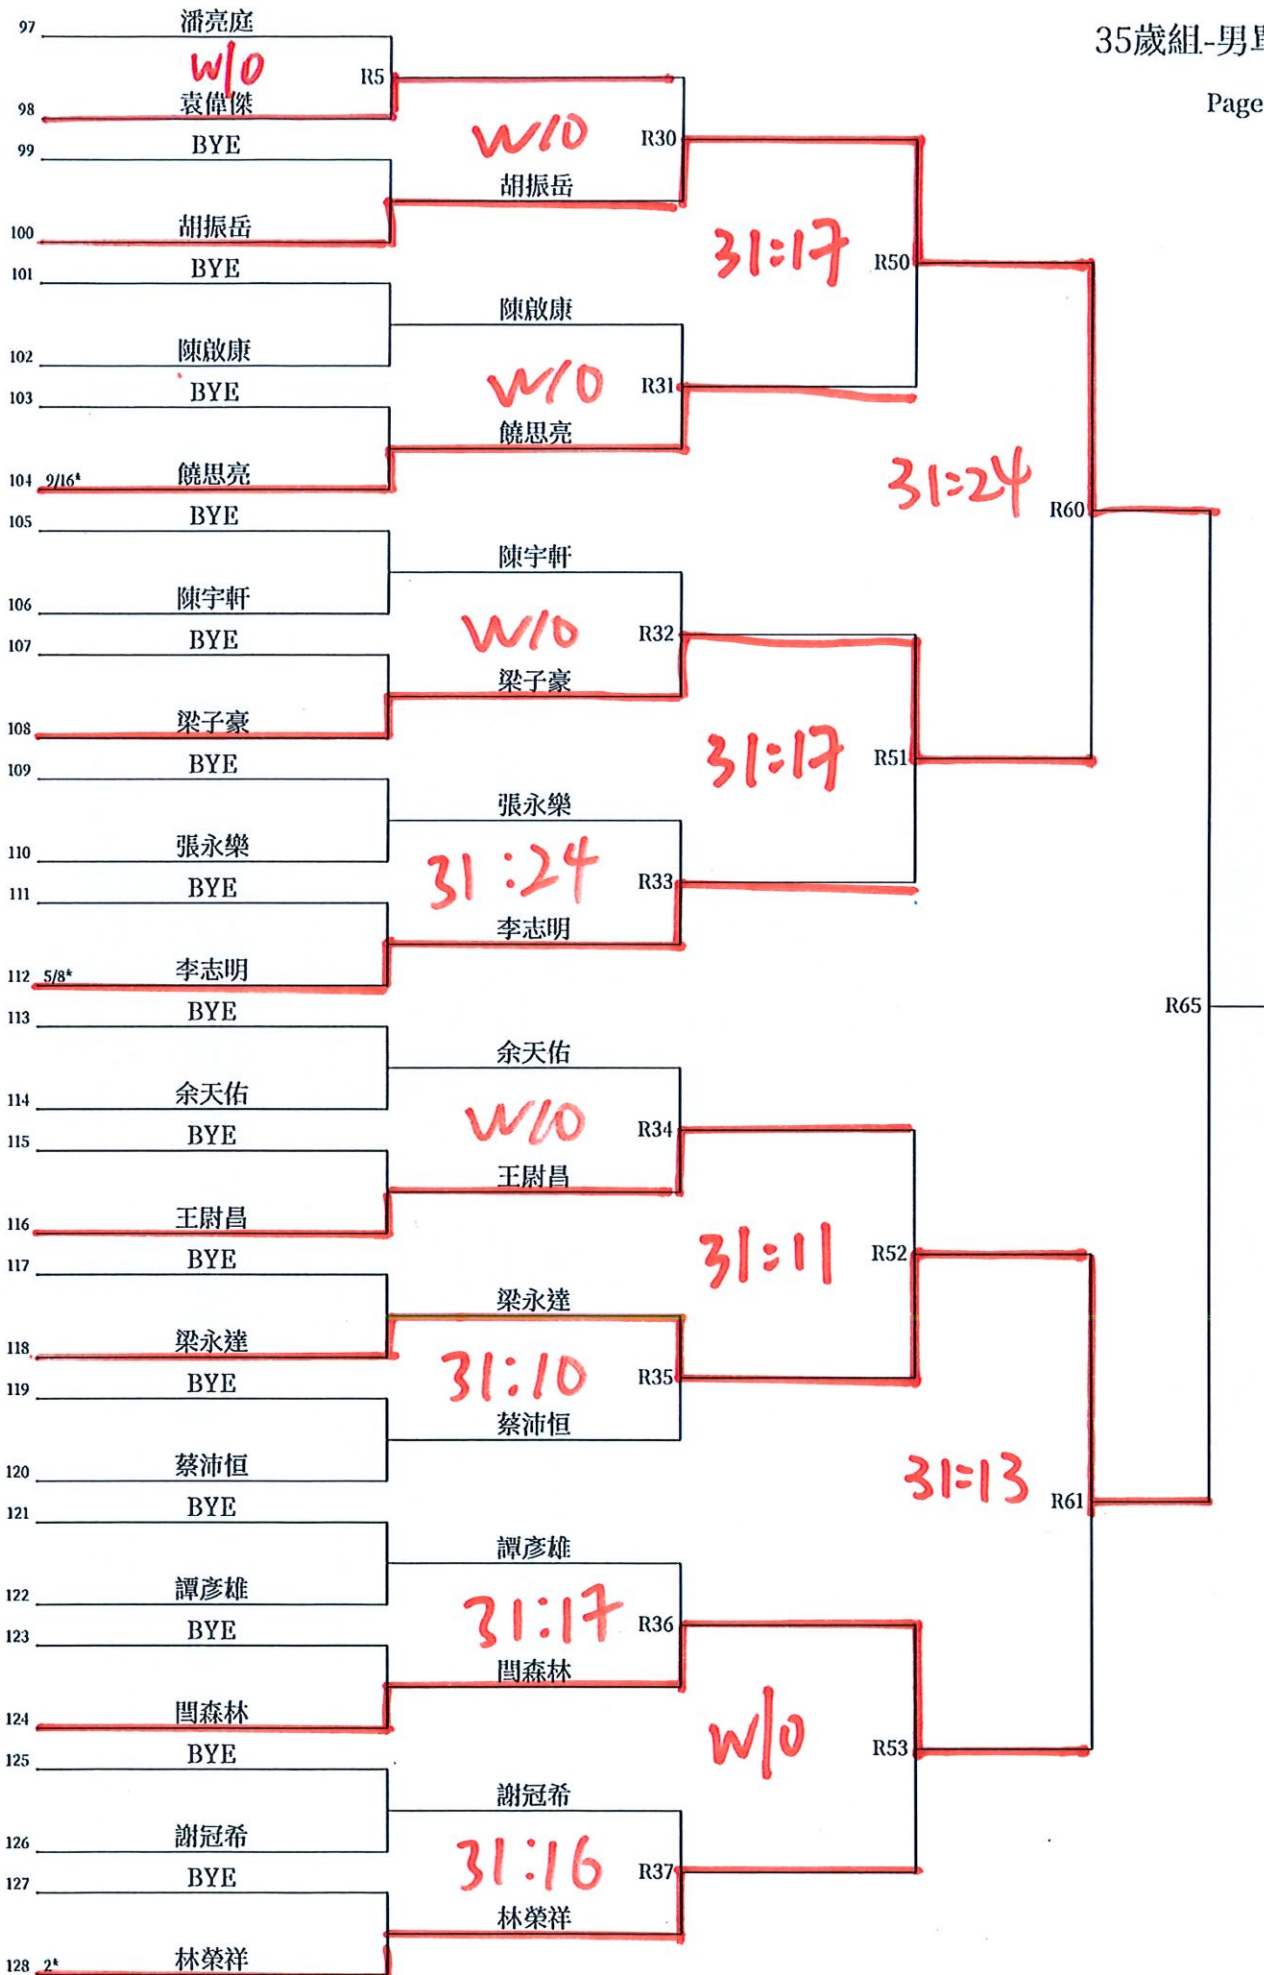 35歲組-男單
Page
97 潘亮庭
W/O R5
98 袁偉傑
W/O R30
99 BYE
胡振岳
100 胡振岳
31:17 R50
101 BYE
陳啟康
102 陳啟康
W/O R31
103 BYE
饒思亮
104 9/16* 饒思亮
31:24 R60
105 BYE
陳宇軒
106 陳宇軒
W/O R32
107 BYE
梁子豪
108 梁子豪
31:17 R51
109 BYE
張永樂
110 張永樂
31:24 R33
111 BYE
李志明
112 5/8* 李志明
R65
113 BYE
余天佑
114 余天佑
W/O R34
115 BYE
王尉昌
116 王尉昌
31:11 R52
117 BYE
梁永達
118 梁永達
31:10 R35
119 BYE
蔡沛恒
120 蔡沛恒
31:13 R61
121 BYE
譚彥雄
122 譚彥雄
31:17 R36
123 BYE
閆森林
124 閆森林
W/O R53
125 BYE
謝冠希
126 謝冠希
31:16 R37
127 BYE
林榮祥
128 2* 林榮祥